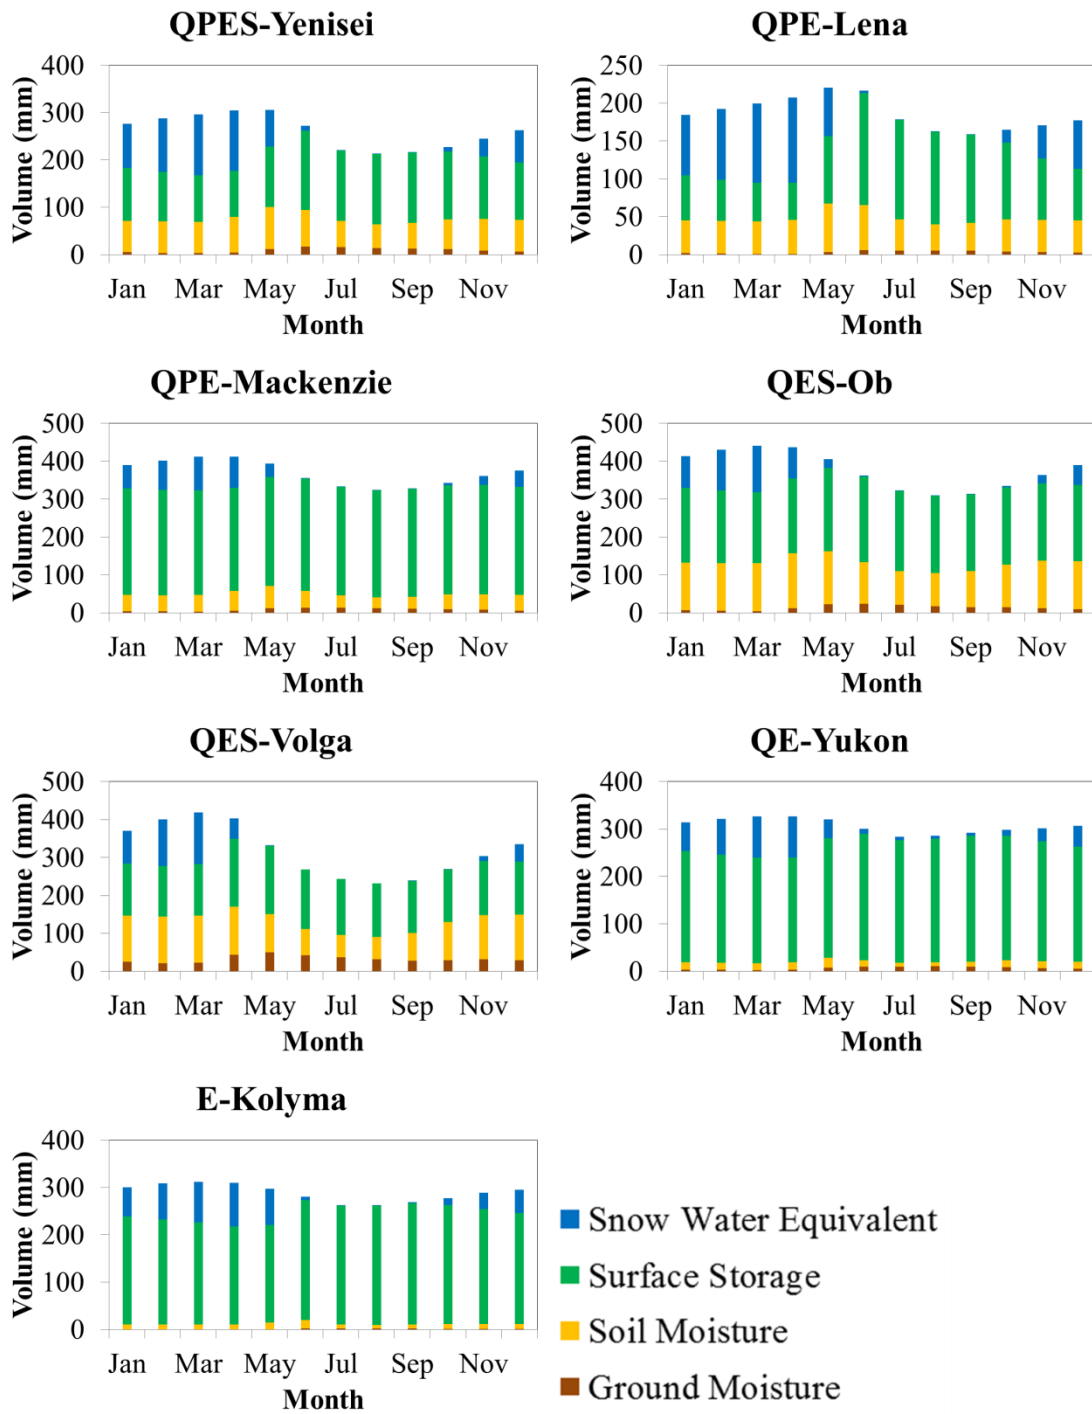 QPES-Yenisei
400
300
200
100
0
Volume (mm)
Jan Mar May Jul Sep Nov
Month
QPE-Lena
250
200
150
100
50
0
Volume (mm)
Jan Mar May Jul Sep Nov
Month
QPE-Mackenzie
500
400
300
200
100
0
Volume (mm)
Jan Mar May Jul Sep Nov
Month
QES-Ob
500
400
300
200
100
0
Volume (mm)
Jan Mar May Jul Sep Nov
Month
QES-Volga
500
400
300
200
100
0
Volume (mm)
Jan Mar May Jul Sep Nov
Month
QE-Yukon
400
300
200
100
0
Volume (mm)
Jan Mar May Jul Sep Nov
Month
E-Kolyma
400
300
200
100
0
Volume (mm)
Jan Mar May Jul Sep Nov
Month
Snow Water Equivalent
Surface Storage
Soil Moisture
Ground Moisture